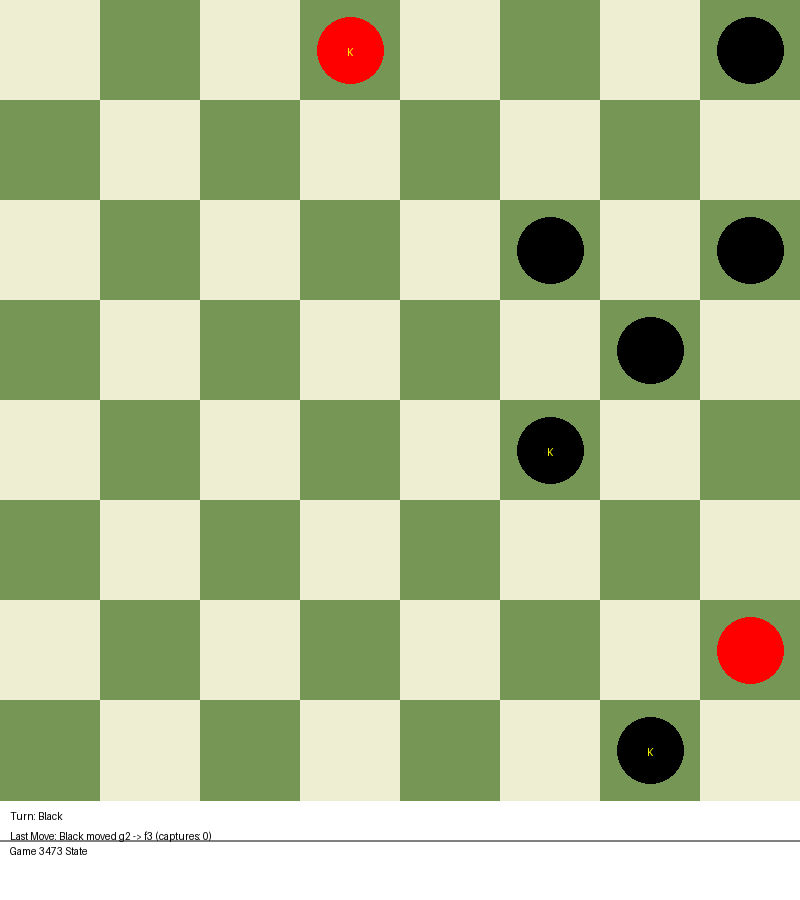 K
K
K
Turn: Black
Last Move: Black moved g2 -> f3 (captures: 0)
Game 3473 State